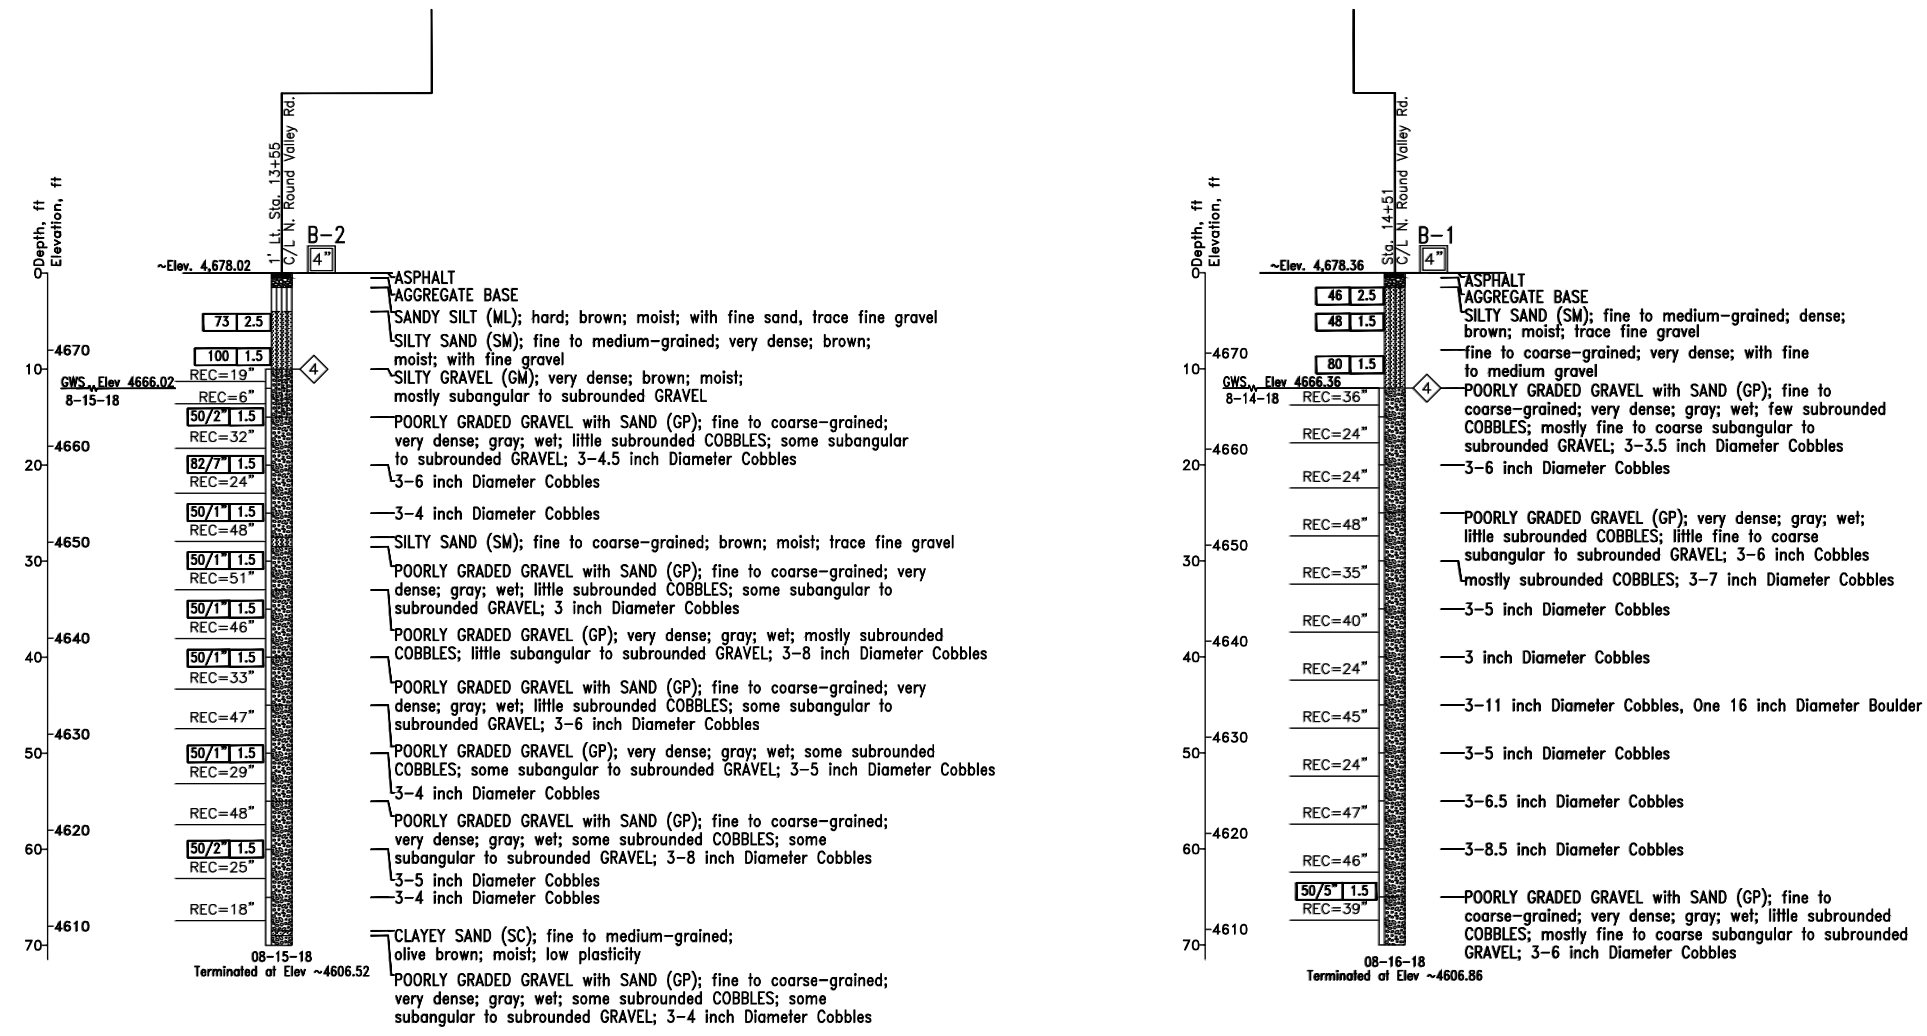 Depth, ft
Elevation, ft
1' Lt. Sta. 13+55
C/L N. Round Valley Rd.
B-2
4"
~Elev. 4,678.02
0
10
20
30
40
50
60
70
4670
4660
4650
4640
4630
4620
4610
GWS Elev 4666.02
8-15-18
73 2.5
100 1.5
REC=19"
REC=6"
50/2" 1.5
REC=32"
82/7" 1.5
REC=24"
50/1" 1.5
REC=48"
50/1" 1.5
REC=51"
50/1" 1.5
REC=46"
50/1" 1.5
REC=33"
REC=47"
50/1" 1.5
REC=29"
REC=48"
50/2" 1.5
REC=25"
REC=18"
4
ASPHALT
AGGREGATE BASE
SANDY SILT (ML); hard; brown; moist; with fine sand, trace fine gravel
SILTY SAND (SM); fine to medium-grained; very dense; brown;
moist; with fine gravel
SILTY GRAVEL (GM); very dense; brown; moist;
mostly subangular to subrounded GRAVEL
POORLY GRADED GRAVEL with SAND (GP); fine to coarse-grained;
very dense; gray; wet; little subrounded COBBLES; some subangular
to subrounded GRAVEL; 3-4.5 inch Diameter Cobbles
3-6 inch Diameter Cobbles
3-4 inch Diameter Cobbles
SILTY SAND (SM); fine to coarse-grained; brown; moist; trace fine gravel
POORLY GRADED GRAVEL with SAND (GP); fine to coarse-grained; very
dense; gray; wet; little subrounded COBBLES; some subangular to
subrounded GRAVEL; 3 inch Diameter Cobbles
POORLY GRADED GRAVEL (GP); very dense; gray; wet; mostly subrounded
COBBLES; little subangular to subrounded GRAVEL; 3-8 inch Diameter Cobbles
POORLY GRADED GRAVEL with SAND (GP); fine to coarse-grained; very
dense; gray; wet; little subrounded COBBLES; some subangular to
subrounded GRAVEL; 3-6 inch Diameter Cobbles
POORLY GRADED GRAVEL (GP); very dense; gray; wet; some subrounded
COBBLES; some subangular to subrounded GRAVEL; 3-5 inch Diameter Cobbles
3-4 inch Diameter Cobbles
POORLY GRADED GRAVEL with SAND (GP); fine to coarse-grained;
very dense; gray; wet; some subrounded COBBLES; some
subangular to subrounded GRAVEL; 3-8 inch Diameter Cobbles
3-5 inch Diameter Cobbles
3-4 inch Diameter Cobbles
CLAYEY SAND (SC); fine to medium-grained;
olive brown; moist; low plasticity
POORLY GRADED GRAVEL with SAND (GP); fine to coarse-grained;
very dense; gray; wet; some subrounded COBBLES; some
subangular to subrounded GRAVEL; 3-4 inch Diameter Cobbles
08-15-18
Terminated at Elev ~4606.52
Depth, ft
Elevation, ft
Sta. 14+51
C/L N. Round Valley Rd.
B-1
4"
~Elev. 4,678.36
0
10
20
30
40
50
60
70
4670
4660
4650
4640
4630
4620
4610
GWS Elev 4666.36
8-14-18
46 2.5
48 1.5
80 1.5
REC=36"
REC=24"
REC=24"
REC=48"
REC=35"
REC=40"
REC=24"
REC=45"
REC=24"
REC=47"
REC=46"
50/5" 1.5
REC=39"
4
ASPHALT
AGGREGATE BASE
SILTY SAND (SM); fine to medium-grained; dense;
brown; moist; trace fine gravel
fine to coarse-grained; very dense; with fine
to medium gravel
POORLY GRADED GRAVEL with SAND (GP); fine to
coarse-grained; very dense; gray; wet; few subrounded
COBBLES; mostly fine to coarse subangular to
subrounded GRAVEL; 3-3.5 inch Diameter Cobbles
3-6 inch Diameter Cobbles
POORLY GRADED GRAVEL (GP); very dense; gray; wet;
little subrounded COBBLES; little fine to coarse
subangular to subrounded GRAVEL; 3-6 inch Cobbles
mostly subrounded COBBLES; 3-7 inch Diameter Cobbles
3-5 inch Diameter Cobbles
3 inch Diameter Cobbles
3-11 inch Diameter Cobbles, One 16 inch Diameter Boulder
3-5 inch Diameter Cobbles
3-6.5 inch Diameter Cobbles
3-8.5 inch Diameter Cobbles
POORLY GRADED GRAVEL with SAND (GP); fine to
coarse-grained; very dense; gray; wet; little subrounded
COBBLES; mostly fine to coarse subangular to subrounded
GRAVEL; 3-6 inch Diameter Cobbles
08-16-18
Terminated at Elev ~4606.86